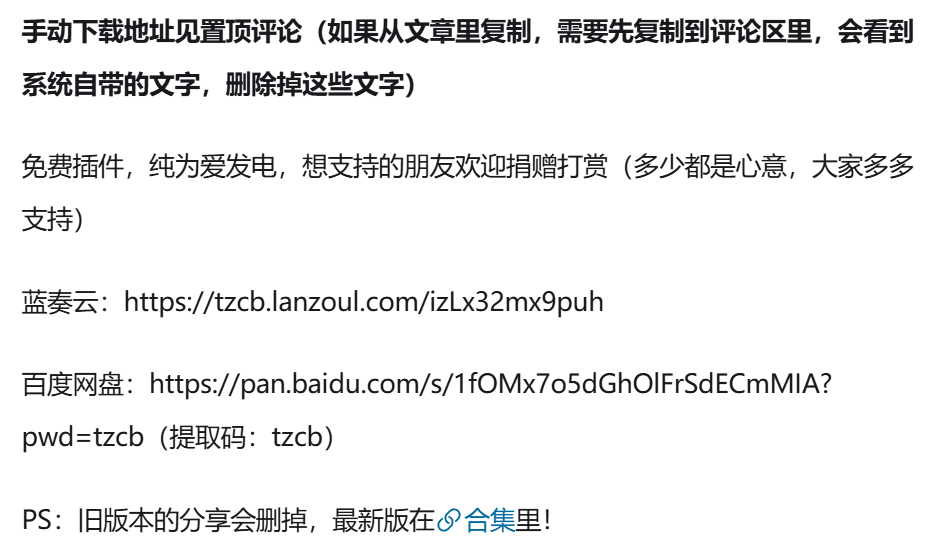 手动下载地址见置顶评论（如果从文章里复制，需要先复制到评论区里，会看到
系统自带的文字，删除掉这些文字）
免费插件，纯为爱发电，想支持的朋友欢迎捐赠打赏（多少都是心意，大家多多
支持）
蓝奏云：https://tzcb.lanzoul.com/izLx32mx9puh
百度网盘：https://pan.baidu.com/s/1fOMx7o5dGhOlFrSdECmMIA?
pwd=tzcb（提取码：tzcb）
PS：旧版本的分享会删掉，最新版在合集里！